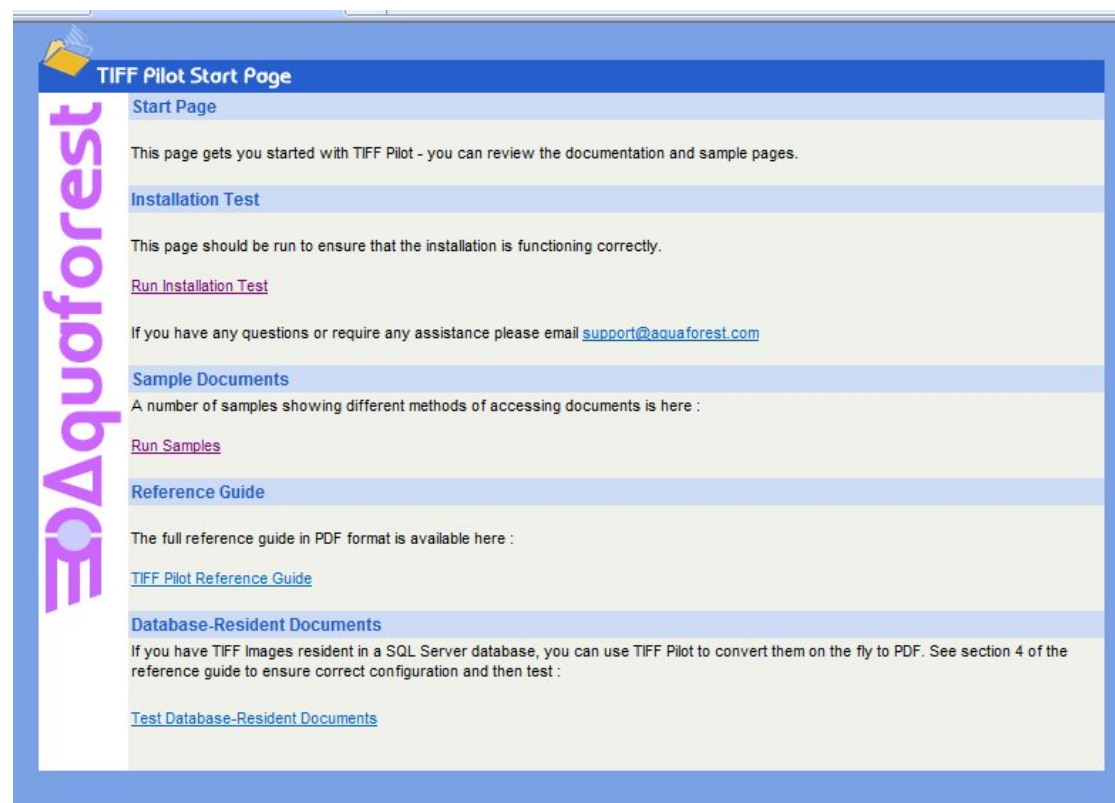 TIFF Pilot Start Page
Aquaforest
Start Page
This page gets you started with TIFF Pilot - you can review the documentation and sample pages.
Installation Test
This page should be run to ensure that the installation is functioning correctly.
Run Installation Test
If you have any questions or require any assistance please email support@aquaforest.com
Sample Documents
A number of samples showing different methods of accessing documents is here :
Run Samples
Reference Guide
The full reference guide in PDF format is available here :
TIFF Pilot Reference Guide
Database-Resident Documents
If you have TIFF Images resident in a SQL Server database, you can use TIFF Pilot to convert them on the fly to PDF. See section 4 of the
reference guide to ensure correct configuration and then test :
Test Database-Resident Documents